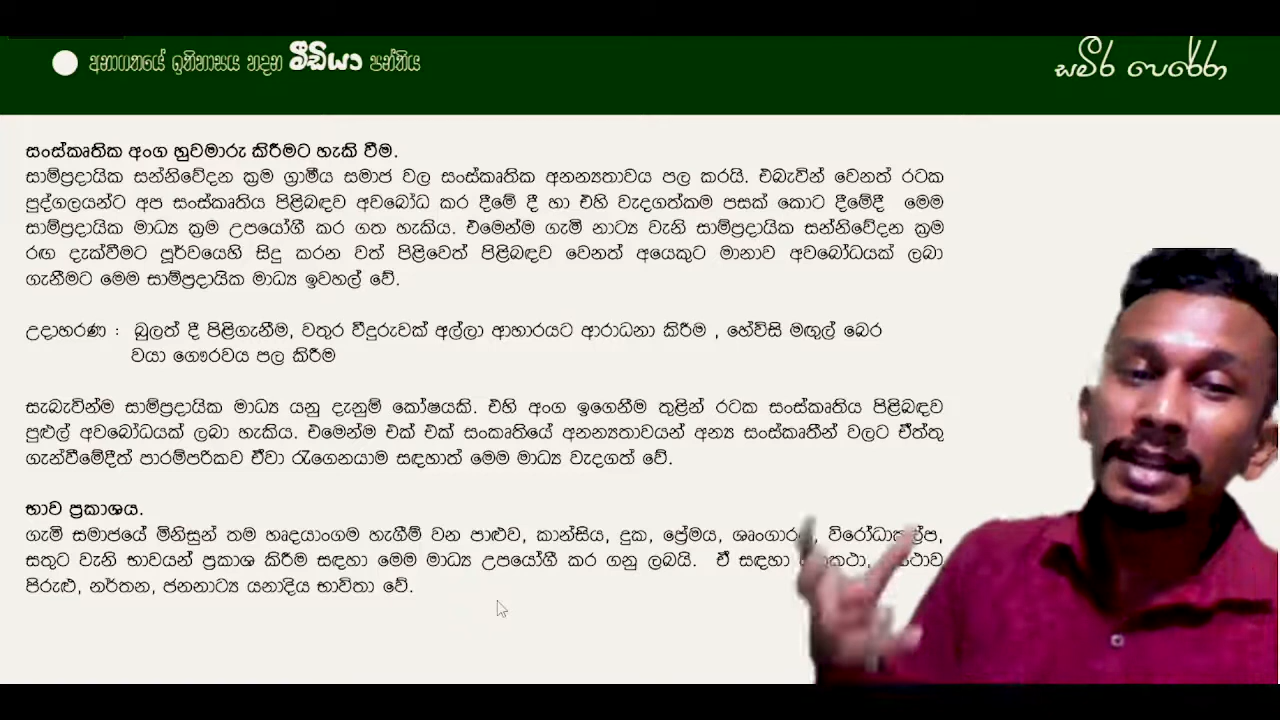 අනාගතයේ ඉතිහාසය හදන මීඩියා පන්තිය
සමීර පෙරේරා
සංස්කෘතික අංග හුවමාරු කිරීමට හැකි වීම.
සාම්ප්‍රදායික සන්නිවේදන ක්‍රම ග්‍රාමීය සමාජ වල සංස්කෘතික අනන්‍යතාවය පල කරයි. එබැවින් වෙනත් රටක
පුද්ගලයන්ට අප සංස්කෘතිය පිළිබඳව අවබෝධ කර දීමේ දී හා එහි වැදගත්කම පසක් කොට දීමේදී මෙම
සාම්ප්‍රදායික මාධ්‍ය ක්‍රම උපයෝගී කර ගත හැකිය. එමෙන්ම ගැමි නාට්‍ය වැනි සාම්ප්‍රදායික සන්නිවේදන ක්‍රම
රඟ දැක්වීමට පූර්වයෙහි සිදු කරන වත් පිළිවෙත් පිළිබඳව වෙනත් අයෙකුට මානාව අවබෝධයක් ලබා
ගැනීමට මෙම සාම්ප්‍රදායික මාධ්‍ය ඉවහල් වේ.
උදාහරණ : බුලත් දී පිළිගැනීම, වතුර වීදුරුවක් අල්ලා ආහාරයට ආරාධනා කිරීම , හේවිසි මඟුල් බෙර
වයා ගෞරවය පල කිරීම
සැබැවින්ම සාම්ප්‍රදායික මාධ්‍ය යනු දැනුම් කෝෂයකි. එහි අංග ඉගෙනීම තුළින් රටක සංස්කෘතිය පිළිබඳව
පුළුල් අවබෝධයක් ලබා හැකිය. එමෙන්ම එක් එක් සංකෘතියේ අනන්‍යතාවයන් අන්‍ය සංස්කෘතීන් වලට ඒත්තු
ගැන්වීමේදීත් පාරම්පරිකව ඒවා රැගෙනයාම සඳහාත් මෙම මාධ්‍ය වැදගත් වේ.
භාව ප්‍රකාශය.
ගැමි සමාජයේ මිනිසුන් තම හෘදයාංගම හැගීම් වන පාළුව, කාන්සිය, දුක, ප්‍රේමය,
සතුට වැනි භාවයන් ප්‍රකාශ කිරීම සඳහා මෙම මාධ්‍ය උපයෝගී කර ගනු ලබයි. ඒ සඳහා
පිරුළු, නර්තන, ජනනාට්‍ය යනාදිය භාවිතා වේ.